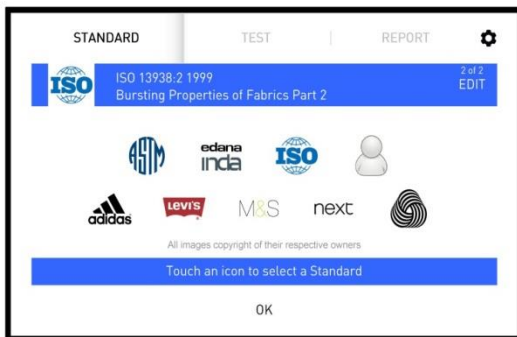 STANDARD TEST REPORT
ISO
ISO 13938:2 1999
Bursting Properties of Fabrics Part 2
2 of 2
EDIT
ASTM
edana
inda
ISO
adidas
Levi's
M&S
next
All images copyright of their respective owners
Touch an icon to select a Standard
OK